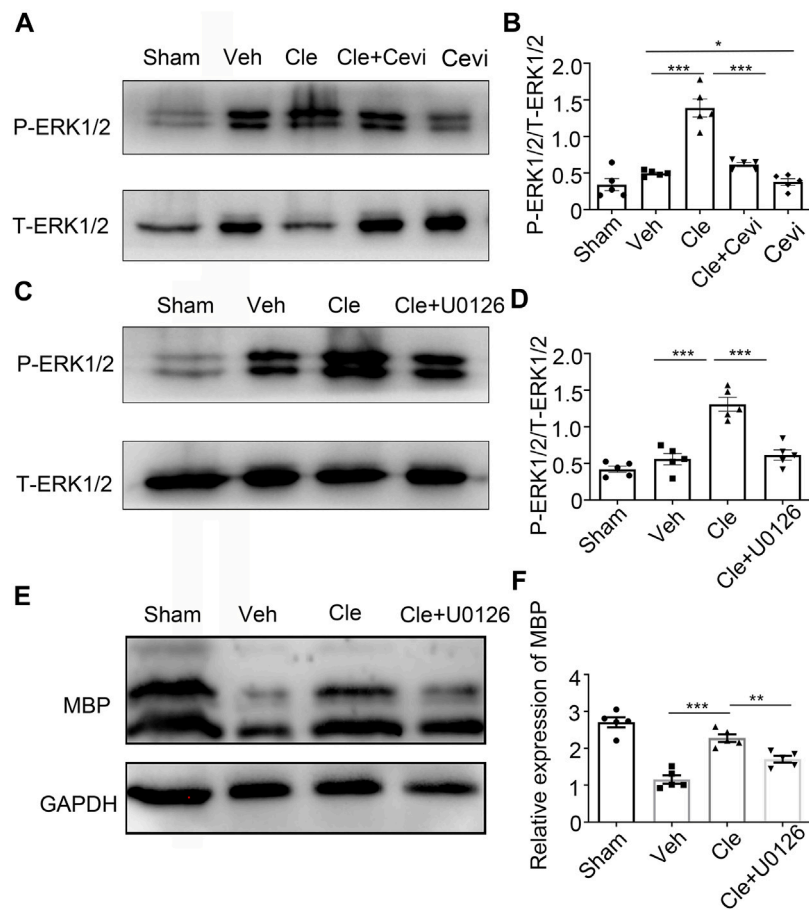 A
Sham Veh Cle Cle+Cevi Cevi
P-ERK1/2
T-ERK1/2
B
P-ERK1/2/T-ERK1/2
2.0
1.5
1.0
0.5
0
*
*** ***
Sham Veh Cle Cle+Cevi Cevi
C
Sham Veh Cle Cle+U0126
P-ERK1/2
T-ERK1/2
D
P-ERK1/2/T-ERK1/2
2.0
1.5
1.0
0.5
0
*** ***
Sham Veh Cle Cle+U0126
E
Sham Veh Cle Cle+U0126
MBP
GAPDH
F
Relative expression of MBP
4
3
2
1
0
*** **
Sham Veh Cle Cle+U0126